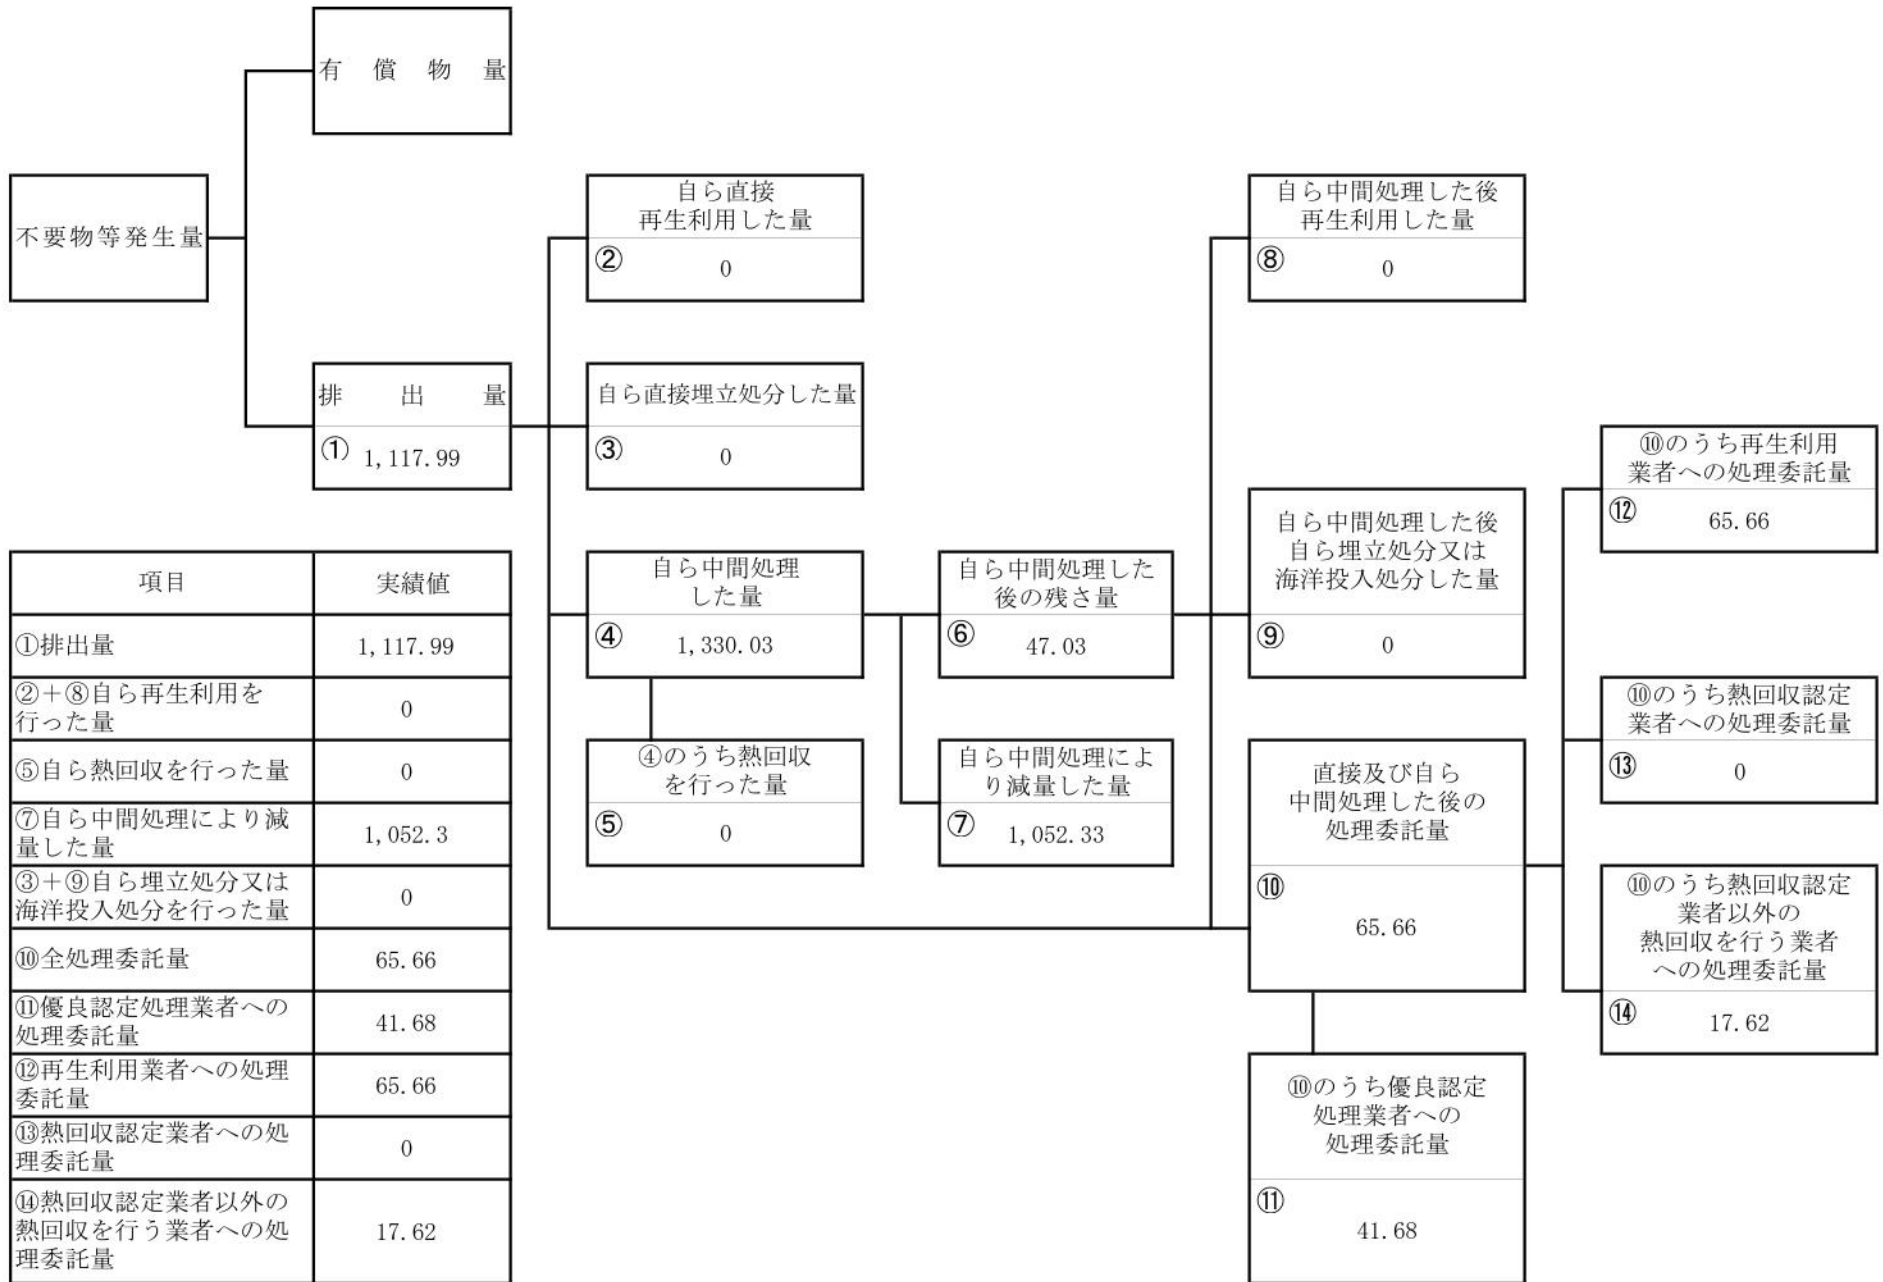 有償物量
不要物等発生量
排出量
① 1,117.99
自ら直接
再生利用した量
② 0
自ら直接埋立処分した量
③ 0
自ら中間処理
した量
④ 1,330.03
④のうち熱回収
を行った量
⑤ 0
自ら中間処理した
後の残さ量
⑥ 47.03
自ら中間処理によ
り減量した量
⑦ 1,052.33
自ら中間処理した後
再生利用した量
⑧ 0
自ら中間処理した後
自ら埋立処分又は
海洋投入処分した量
⑨ 0
直接及び自ら
中間処理した後の
処理委託量
⑩
65.66
⑩のうち優良認定
処理業者への
処理委託量
⑪
41.68
⑩のうち再生利用
業者への処理委託量
⑫ 65.66
⑩のうち熱回収認定
業者への処理委託量
⑬ 0
⑩のうち熱回収認定
業者以外の
熱回収を行う業者
への処理委託量
⑭ 17.62
項目 実績値
①排出量 1,117.99
②+⑧自ら再生利用を
行った量 0
⑤自ら熱回収を行った量 0
⑦自ら中間処理により減
量した量 1,052.3
③+⑨自ら埋立処分又は
海洋投入処分を行った量 0
⑩全処理委託量 65.66
⑪優良認定処理業者への
処理委託量 41.68
⑫再生利用業者への処理
委託量 65.66
⑬熱回収認定業者への処
理委託量 0
⑭熱回収認定業者以外の
熱回収を行う業者への処
理委託量 17.62